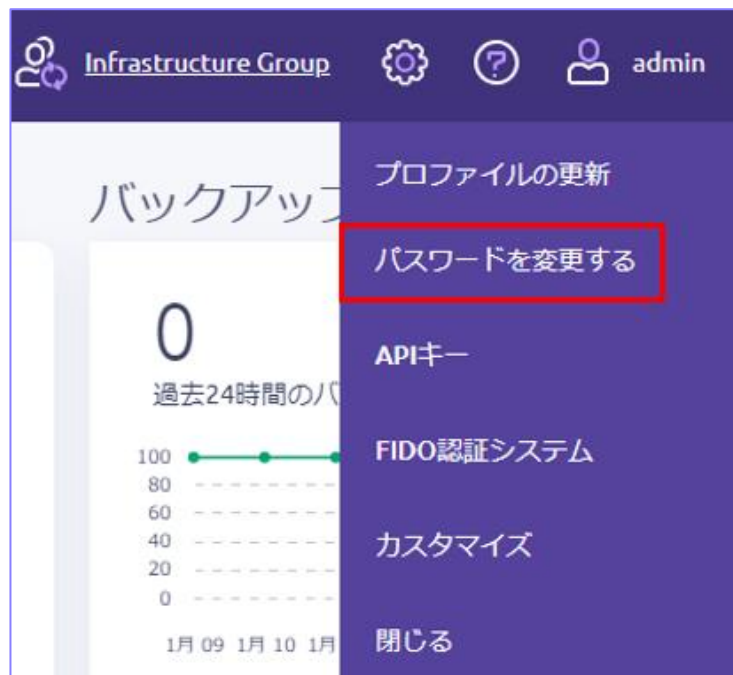 Infrastructure Group
?
admin
プロファイルの更新
バックアップ
パスワードを変更する
0
APIキー
過去24時間のバ
FIDO認証システム
100
80
60
40
カスタマイズ
20
0
1月 09 1月 10 1月
閉じる